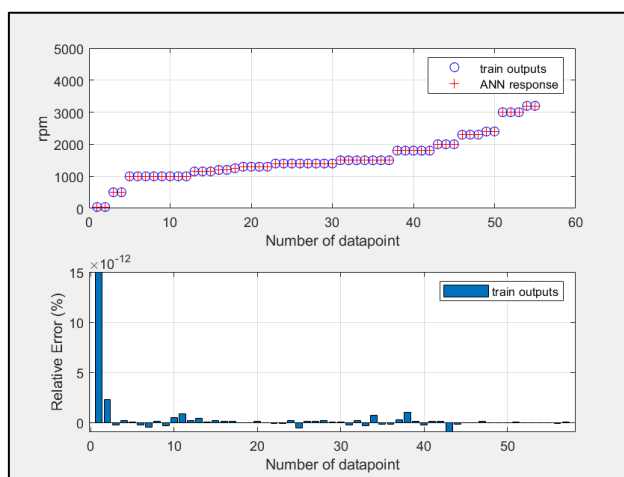 5000
4000
3000
2000
1000
0
rpm
train outputs
ANN response
0 10 20 30 40 50 60
Number of datapoint
×10-12
15
10
5
0
Relative Error (%)
train outputs
0 10 20 30 40 50
Number of datapoint